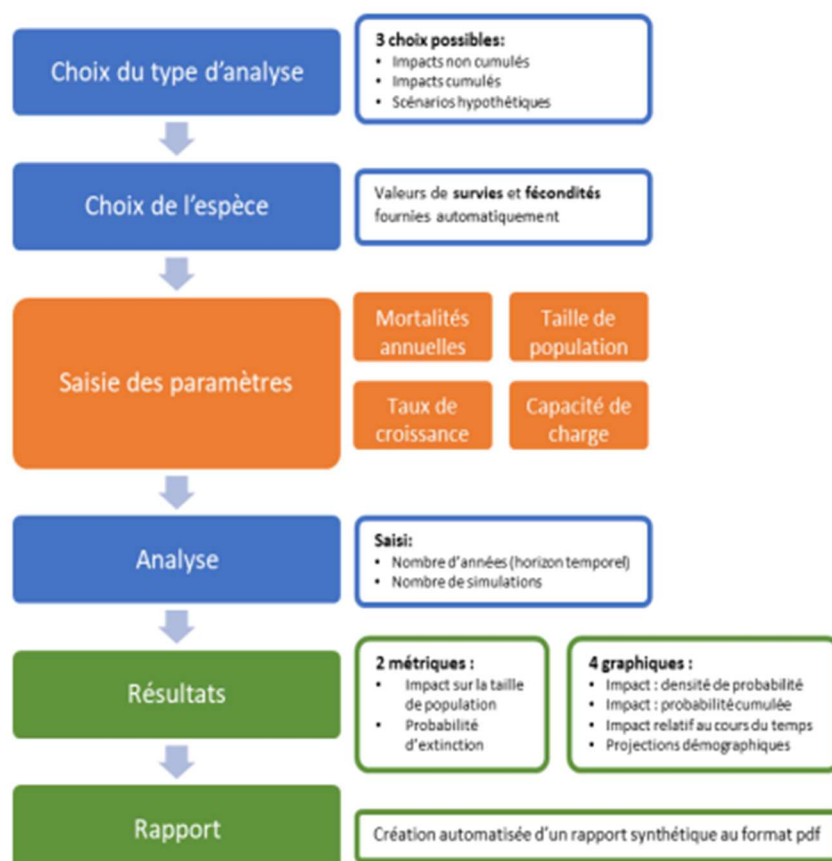 Choix du type d'analyse
3 choix possibles:
• Impacts non cumulés
• Impacts cumulés
• Scénarios hypothétiques
Choix de l'espèce
Valeurs de survies et fécondités
fournies automatiquement
Saisie des paramètres
Mortalités
annuelles
Taille de
population
Taux de
croissance
Capacité de
charge
Analyse
Saisi:
• Nombre d'années (horizon temporel)
• Nombre de simulations
Résultats
2 métriques :
• Impact sur la taille
de population
• Probabilité
d'extinction
4 graphiques :
• Impact : densité de probabilité
• Impact : probabilité cumulée
• Impact relatif au cours du temps
• Projections démographiques
Rapport
Création automatisée d'un rapport synthétique au format pdf